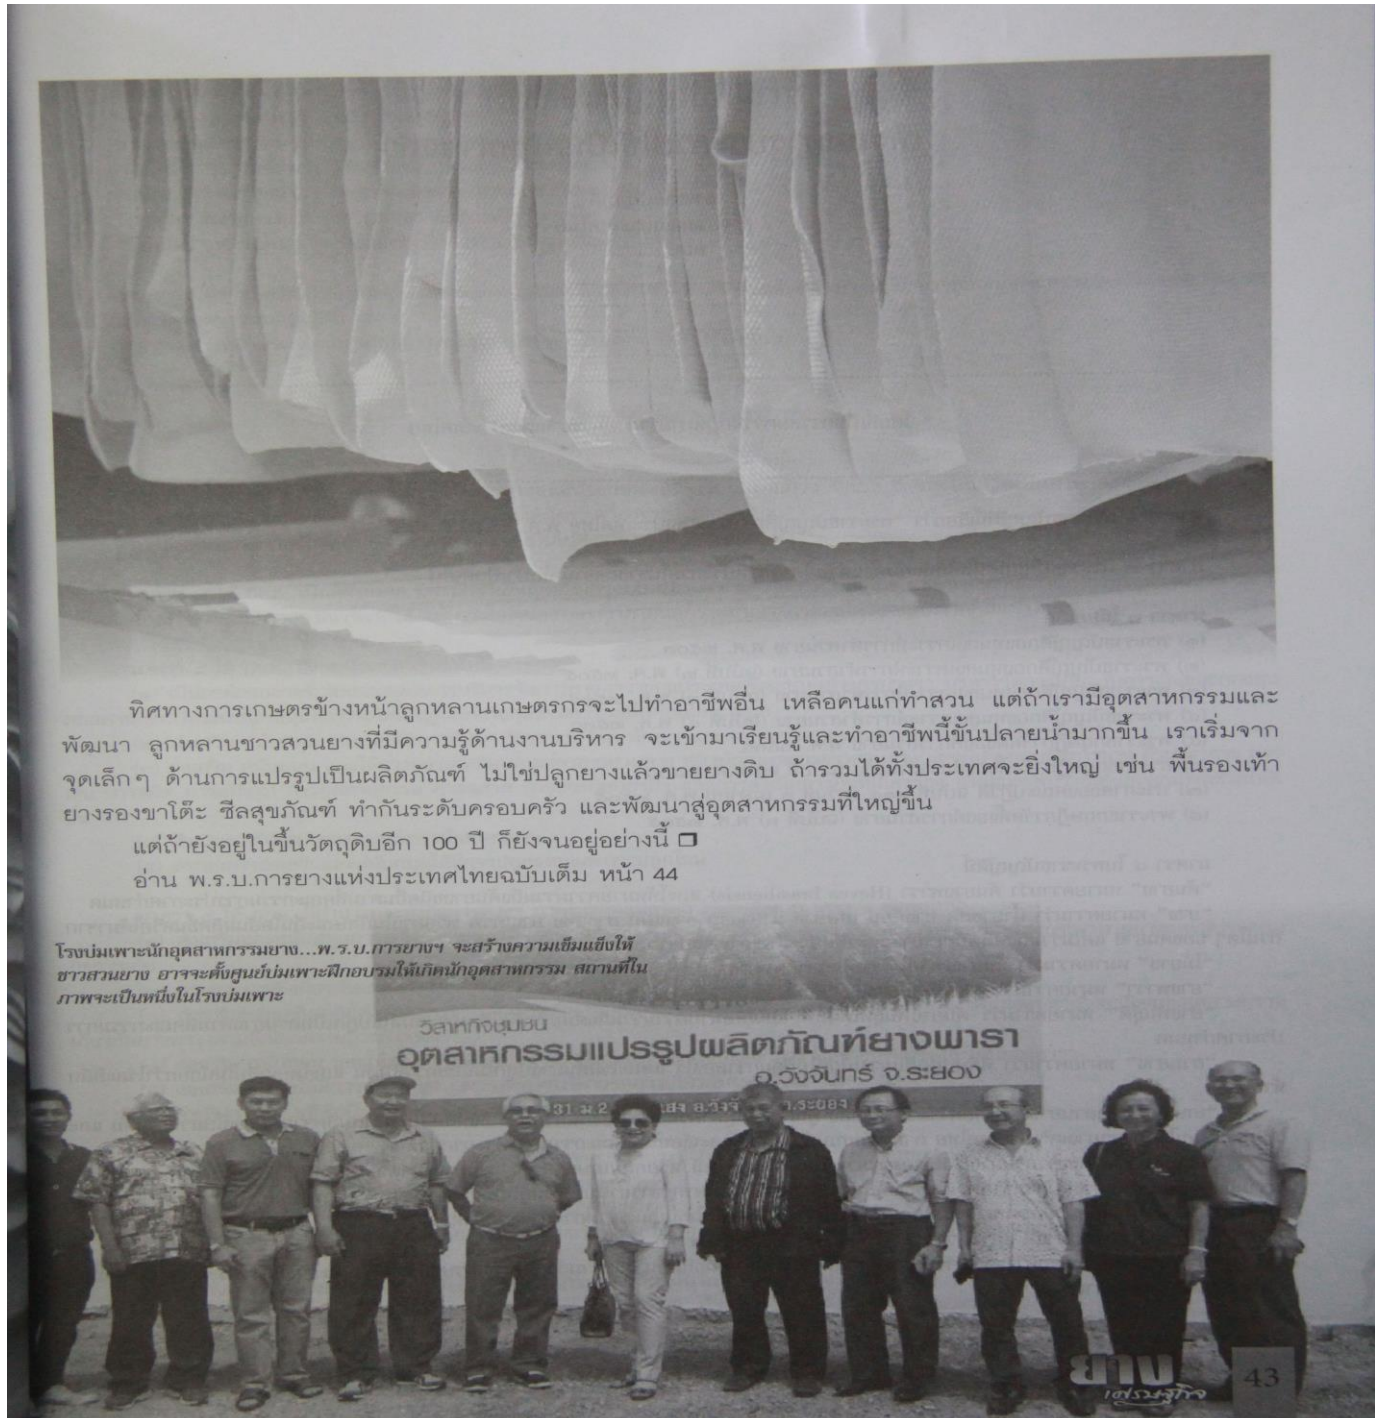 ทิศทางการเกษตรข้างหน้าลูกหลานเกษตรกรจะไปทำอาชีพอื่น เหลือคนแก่ทำสวน แต่ถ้าเรามีอุตสาหกรรมและ
พัฒนา ลูกหลานชาวสวนยางที่มีความรู้ด้านงานบริหาร จะเข้ามาเรียนรู้และทำอาชีพนี้ขั้นปลายน้ำมากขึ้น เราเริ่มจาก
จุดเล็กๆ ด้านการแปรรูปเป็นผลิตภัณฑ์ ไม่ใช่ปลูกยางแล้วขายยางดิบ ถ้ารวมได้ทั้งประเทศจะยิ่งใหญ่ เช่น พื้นรองเท้า
ยางรองขาโต๊ะ ซีลสุขภัณฑ์ ทำกันระดับครอบครัว และพัฒนาสู่อุตสาหกรรมที่ใหญ่ขึ้น
แต่ถ้ายังอยู่ในขั้นวัตถุดิบอีก 100 ปี ก็ยังจนอยู่อย่างนี้ ❒
อ่าน พ.ร.บ.การยางแห่งประเทศไทยฉบับเต็ม หน้า 44
โรงบ่มเพาะนักอุตสาหกรรมยาง...พ.ร.บ.การยางฯ จะสร้างความเข้มแข็งให้
ชาวสวนยาง อาจจะตั้งศูนย์บ่มเพาะฝึกอบรมให้เกิดนักอุตสาหกรรม สถานที่ใน
ภาพจะเป็นหนึ่งในโรงบ่มเพาะ
วิสาหกิจชุมชน
อุตสาหกรรมแปรรูปผลิตภัณฑ์ยางพารา
อ.วังจันทร์ จ.ระยอง
31 ม.2 อ.วังจั .ระยอง
ยาง
เศรษฐกิจ
43